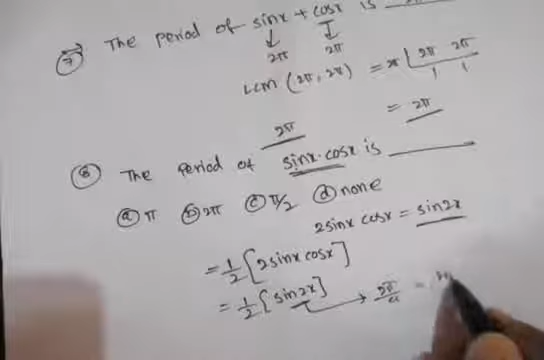 ⑦ The period of sinx + cosx is
↓ ↓
2π 2π
LCM (2π, 2π) = 2π
1 1
= 2π
2π
⑧ The period of sinx·cosx is ______
ⓐ π ⓑ 2π ⓒ π/2 ⓓ none
2sinx cosx = sin2x
= 1/2 [2sinx cosx]
= 1/2 [sin2x] → 2π/a =